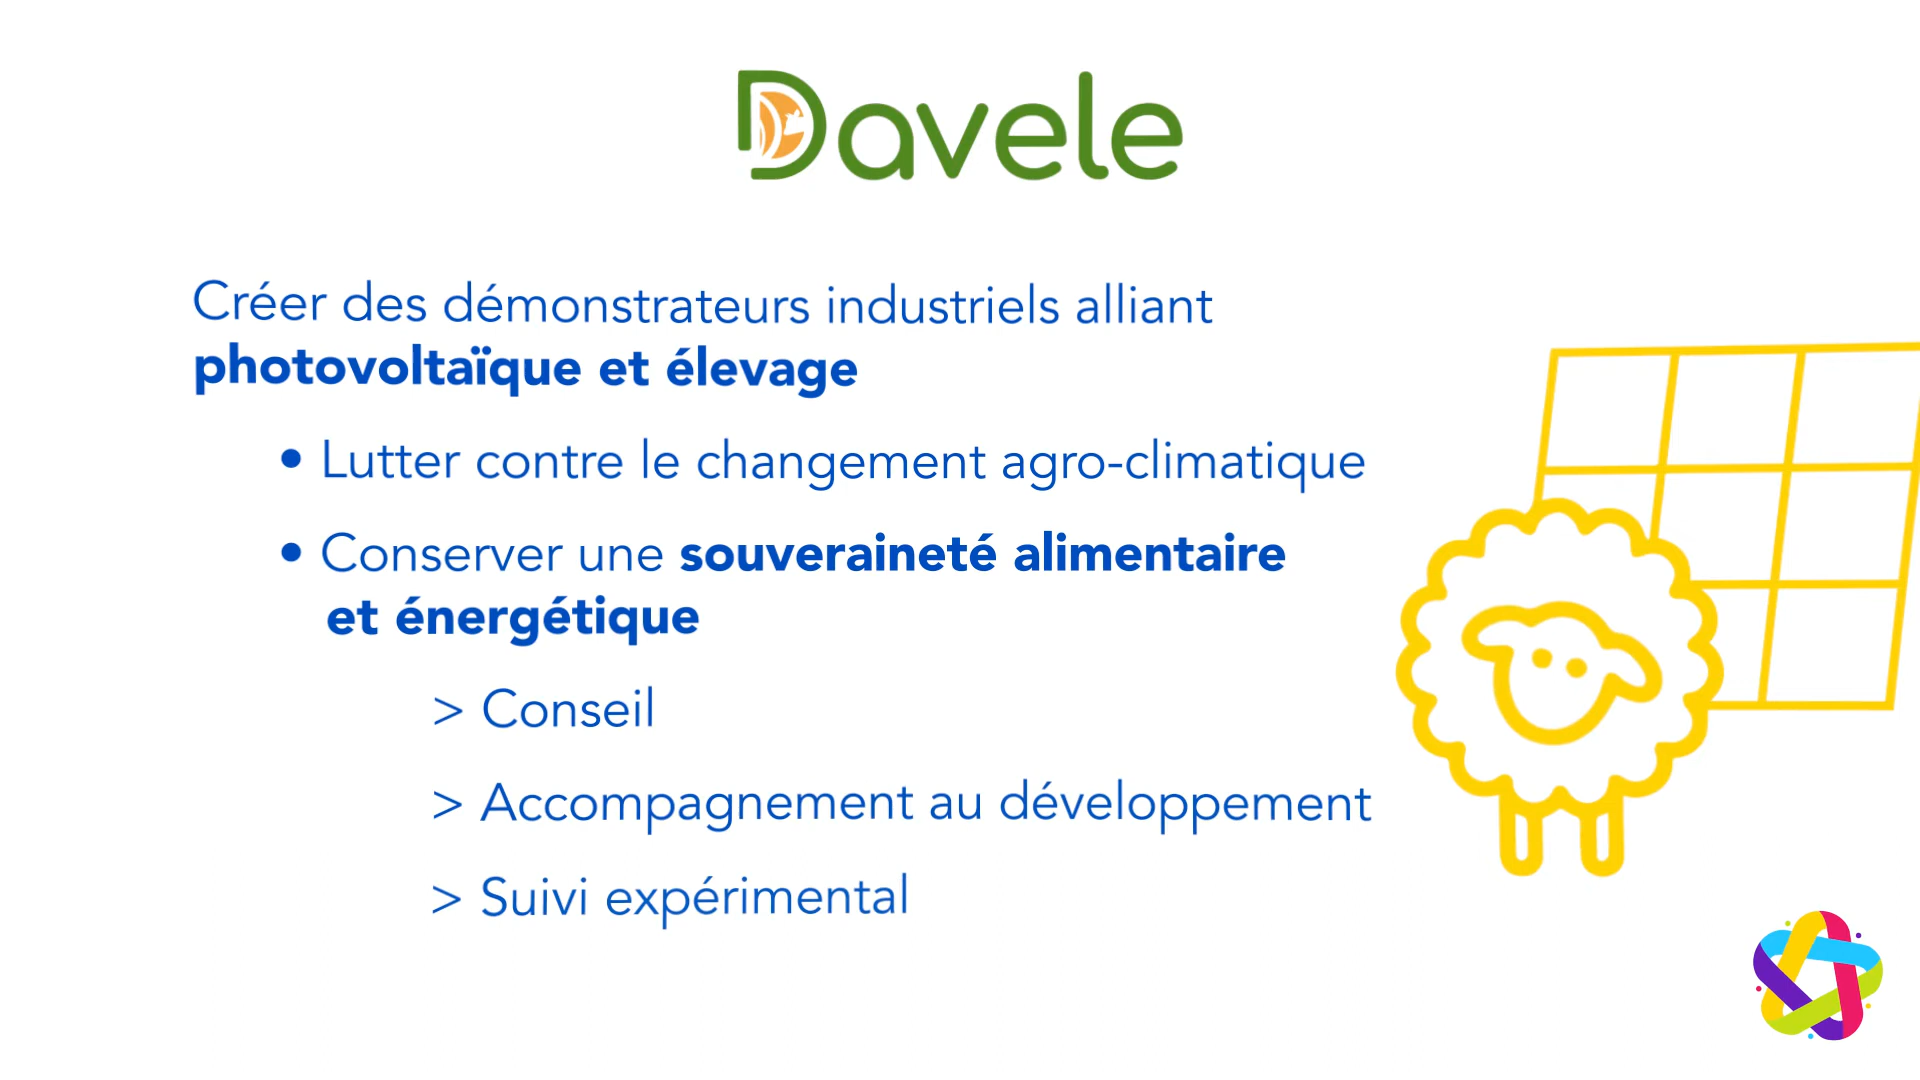 Davele
Créer des démonstrateurs industriels alliant
photovoltaïque et élevage
• Lutter contre le changement agro-climatique
• Conserver une souveraineté alimentaire
et énergétique
> Conseil
> Accompagnement au développement
> Suivi expérimental